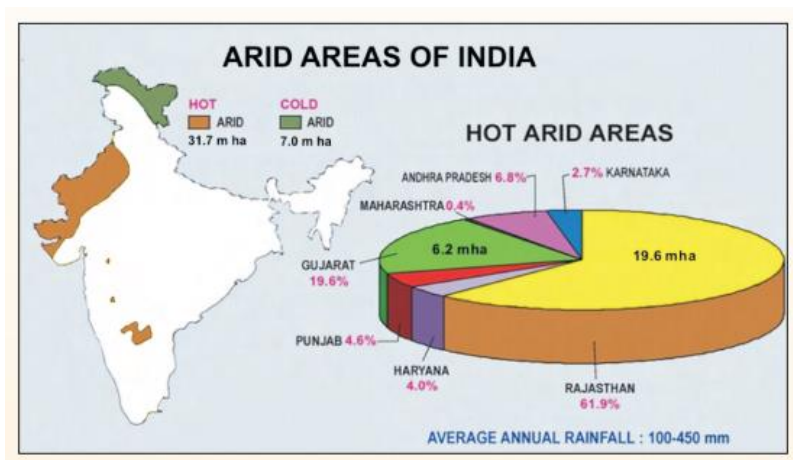 ARID AREAS OF INDIA
HOT
ARID
31.7 m ha
COLD
ARID
7.0 m ha
HOT ARID AREAS
ANDHRA PRADESH 6.8%
2.7% KARNATAKA
MAHARASHTRA 0.4%
6.2 mha
19.6 mha
GUJARAT
19.6%
PUNJAB 4.6%
HARYANA
4.0%
RAJASTHAN
61.9%
AVERAGE ANNUAL RAINFALL : 100-450 mm